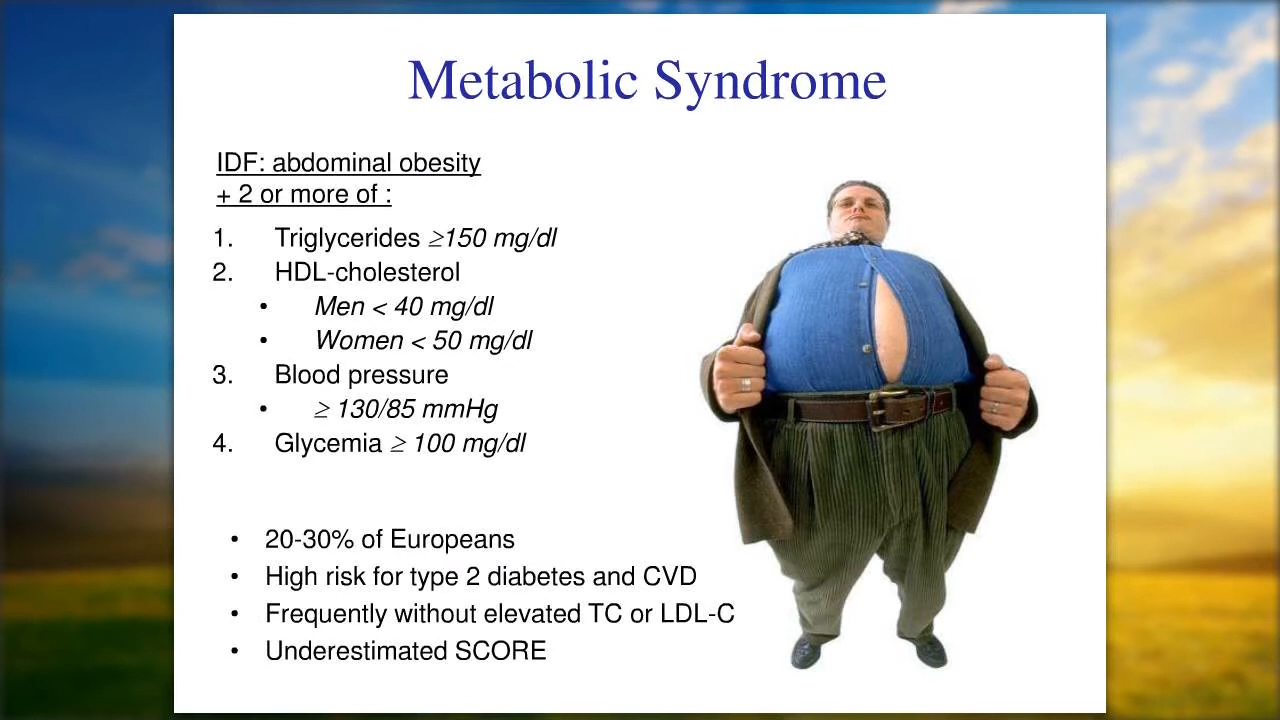 Metabolic Syndrome
IDF: abdominal obesity
+ 2 or more of :
1. Triglycerides ≥150 mg/dl
2. HDL-cholesterol
• Men < 40 mg/dl
• Women < 50 mg/dl
3. Blood pressure
• ≥ 130/85 mmHg
4. Glycemia ≥ 100 mg/dl
• 20-30% of Europeans
• High risk for type 2 diabetes and CVD
• Frequently without elevated TC or LDL-C
• Underestimated SCORE